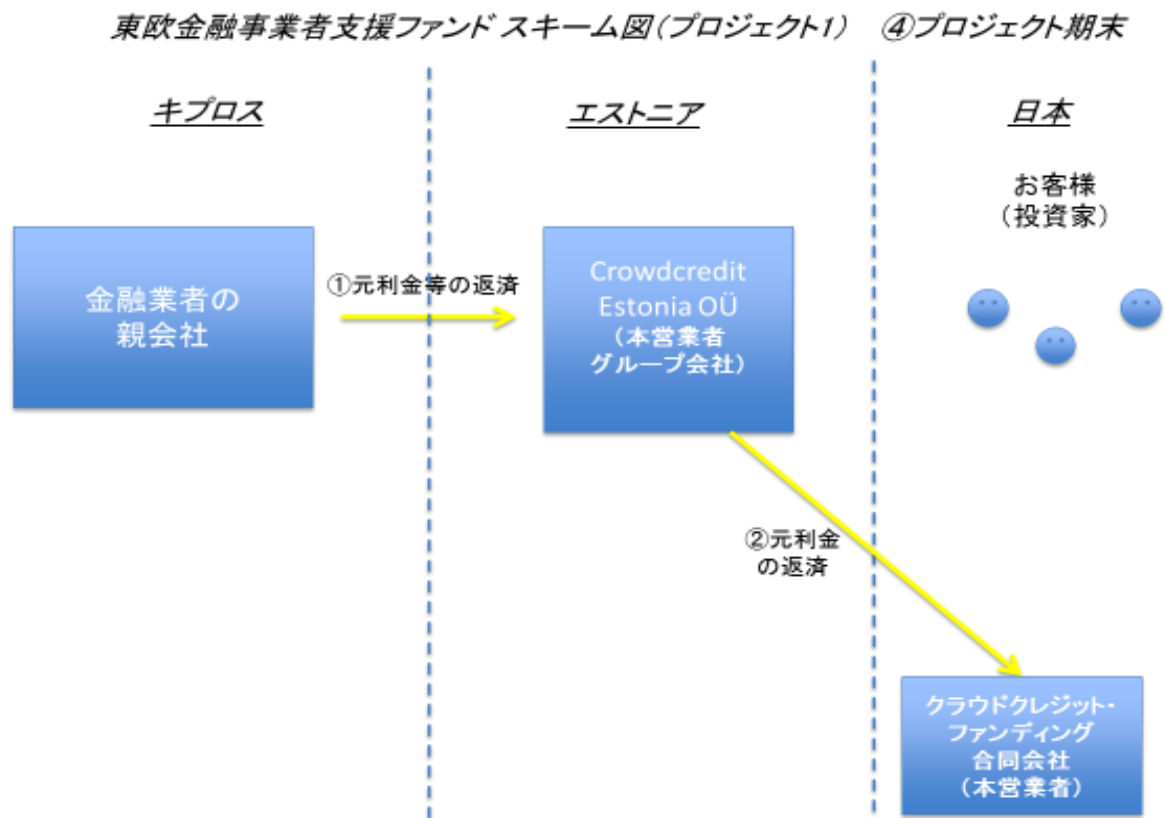 東欧金融事業者支援ファンド スキーム図(プロジェクト1) ④プロジェクト期末
キプロス
エストニア
日本
お客様
(投資家)
金融業者の
親会社
①元利金等の返済
Crowdcredit
Estonia OÜ
(本営業者
グループ会社)
②元利金
の返済
クラウドクレジット・
ファンディング
合同会社
(本営業者)